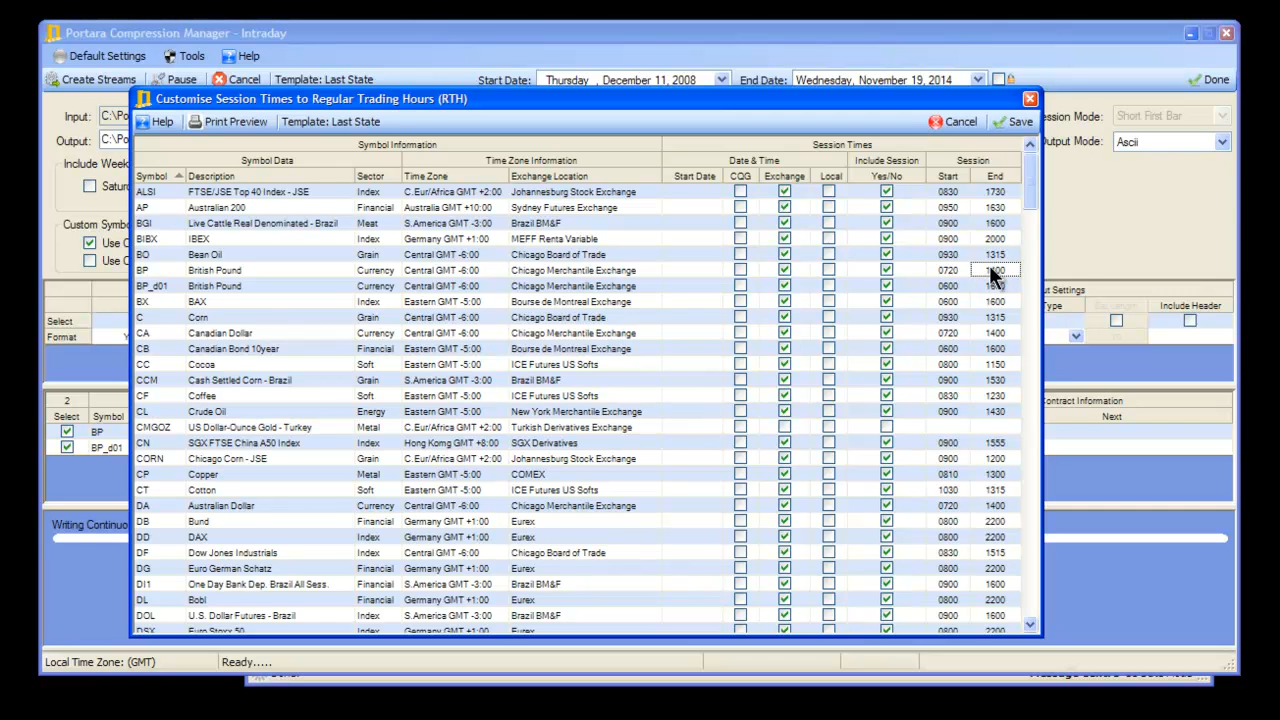 Portara Compression Manager - Intraday
Default Settings Tools Help
Create Streams Pause Cancel Template: Last State Start Date: Thursday , December 11, 2008 End Date: Wednesday, November 19, 2014 Done
Customise Session Times to Regular Trading Hours (RTH)
Help Print Preview Template: Last State Cancel Save
Input: Short First Bar
Output: Output Mode: Ascii
Include
Custom
Use
Use
Symbol Information Session Times
Symbol Data Time Zone Information Date & Time Include Session Session
Symbol Description Sector Time Zone Exchange Location Start Date CQG Exchange Local Yes/No Start End
ALSI FTSE/JSE Top 40 Index - JSE Index C.Eur/Africa GMT +2:00 Johannesburg Stock Exchange 0830 1730
AP Australian 200 Financial Australia GMT +10:00 Sydney Futures Exchange 0950 1630
BGI Live Cattle Real Denominated - Brazil Meat S.America GMT -3:00 Brazil BM&F 0900 1600
BIBX IBEX Index Germany GMT +1:00 MEFF Renta Variable 0900 2000
BO Bean Oil Grain Central GMT -6:00 Chicago Board of Trade 0930 1315
BP British Pound Currency Central GMT -6:00 Chicago Merchantile Exchange 0720
BP_d01 British Pound Currency Central GMT -6:00 Chicago Merchantile Exchange 0600
BX BAX Index Eastern GMT -5:00 Bourse de Montreal Exchange 0600 1600
C Corn Grain Central GMT -6:00 Chicago Board of Trade 0930 1315
CA Canadian Dollar Currency Central GMT -6:00 Chicago Merchantile Exchange 0720 1400
CB Canadian Bond 10year Financial Eastern GMT -5:00 Bourse de Montreal Exchange 0600 1600
CC Cocoa Soft Eastern GMT -5:00 ICE Futures US Softs 0800 1150
CCM Cash Settled Corn - Brazil Grain S.America GMT -3:00 Brazil BM&F 0900 1530
CF Coffee Soft Eastern GMT -5:00 ICE Futures US Softs 0830 1230
CL Crude Oil Energy Eastern GMT -5:00 New York Merchantile Exchange 0900 1430
CMGOZ US Dollar-Ounce Gold - Turkey Metal C.Eur/Africa GMT +2:00 Turkish Derivatives Exchange
CN SGX FTSE China A50 Index Index Hong Kong GMT +8:00 SGX Derivatives 0900 1555
CORN Chicago Corn - JSE Grain C.Eur/Africa GMT +2:00 Johannesburg Stock Exchange 0900 1200
CP Copper Metal Eastern GMT -5:00 COMEX 0810 1300
CT Cotton Soft Eastern GMT -5:00 ICE Futures US Softs 1030 1315
DA Australian Dollar Currency Central GMT -6:00 Chicago Merchantile Exchange 0720 1400
DB Bund Financial Germany GMT +1:00 Eurex 0800 2200
DD DAX Index Germany GMT +1:00 Eurex 0800 2200
DF Dow Jones Industrials Index Central GMT -6:00 Chicago Board of Trade 0830 1515
DG Euro German Schatz Financial Germany GMT +1:00 Eurex 0800 2200
DI1 One Day Bank Dep. Brazil All Sess. Financial S.America GMT -3:00 Brazil BM&F 0900 1600
DL Bobl Financial Germany GMT +1:00 Eurex 0800 2200
DOL U.S. Dollar Futures - Brazil Index S.America GMT -3:00 Brazil BM&F 0900 1600
DSX Euro Stoxx 50 Index Germany GMT +1:00 Eurex 0800 2200
Settings
Type Include Header
Select
Format
2 Contract Information
Select Symbol Next
BP
BP_d01
Local Time Zone: (GMT) Ready.....